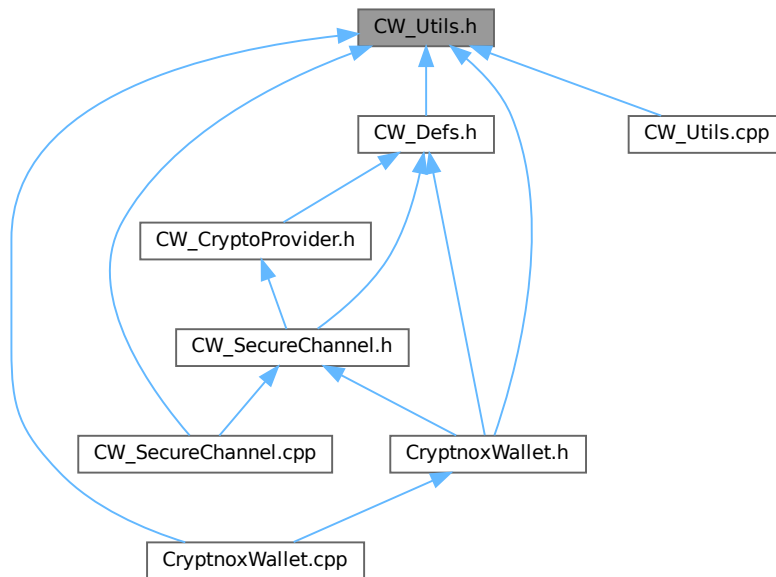 CW_Utils.h
CW_Defs.h
CW_Utils.cpp
CW_CryptoProvider.h
CW_SecureChannel.h
CW_SecureChannel.cpp
CryptnoxWallet.h
CryptnoxWallet.cpp